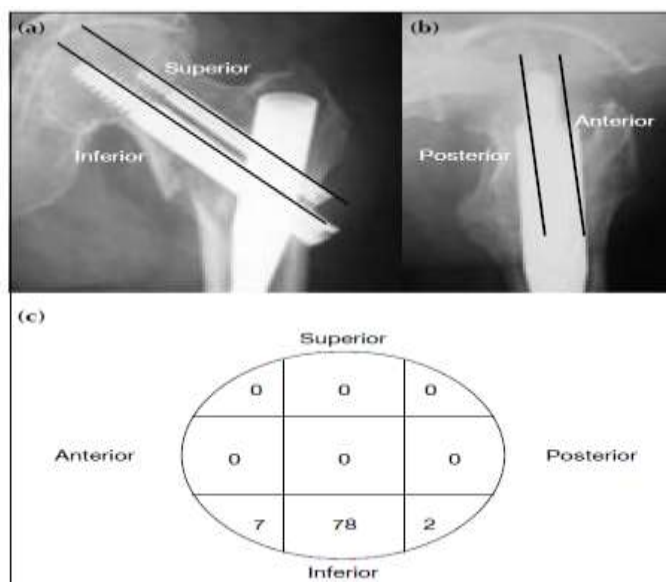 (a)
Superior
Inferior
(b)
Anterior
Posterior
(c)
Superior
0 0 0
Anterior 0 0 0 Posterior
7 78 2
Inferior